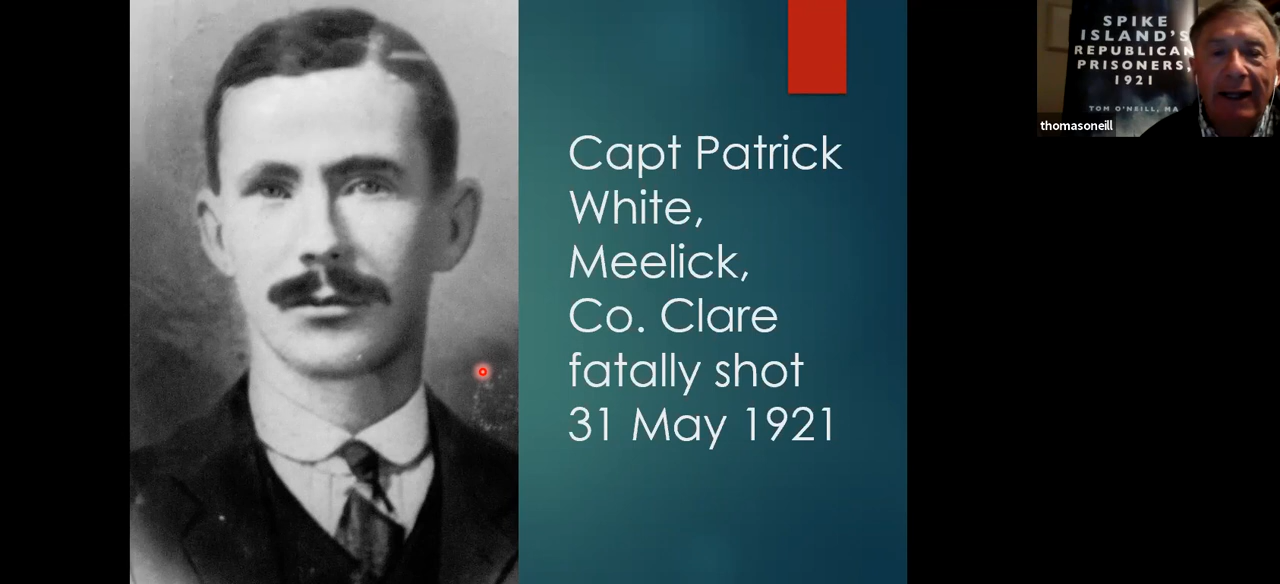 Capt Patrick
White,
Meelick,
Co. Clare
fatally shot
31 May 1921
SPIKE
ISLAND'S
REPUBLICAN
PRISONERS,
1921
TOM O'NEILL, MA
thomasoneill